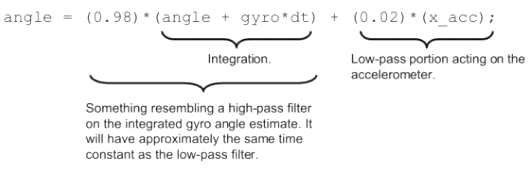 angle = (0.98)*(angle + gyro*dt) + (0.02)*(x_acc);
Integration.
Low-pass portion acting on the
accelerometer.
Something resembling a high-pass filter
on the integrated gyro angle estimate. It
will have approximately the same time
constant as the low-pass filter.